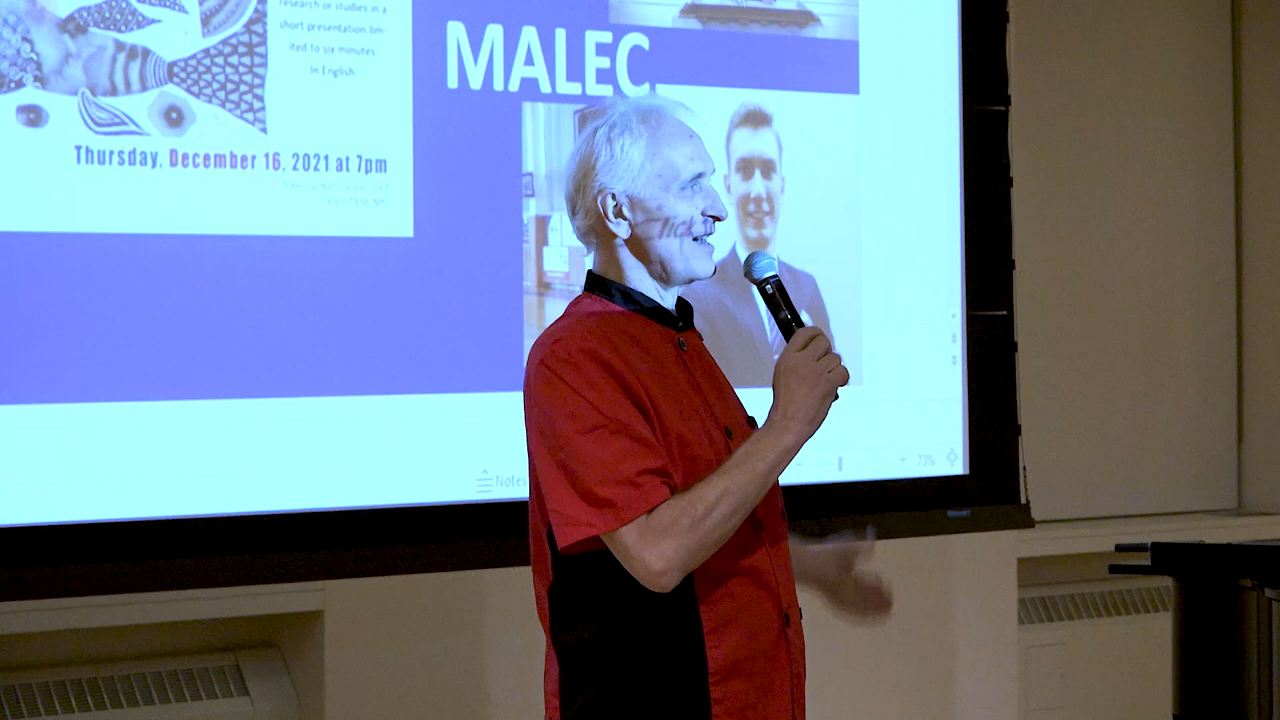 research or studies in a
short presentation lim-
ited to six minutes
in English.
Thursday, December 16, 2021 at 7pm
MALEC
Notes
73%